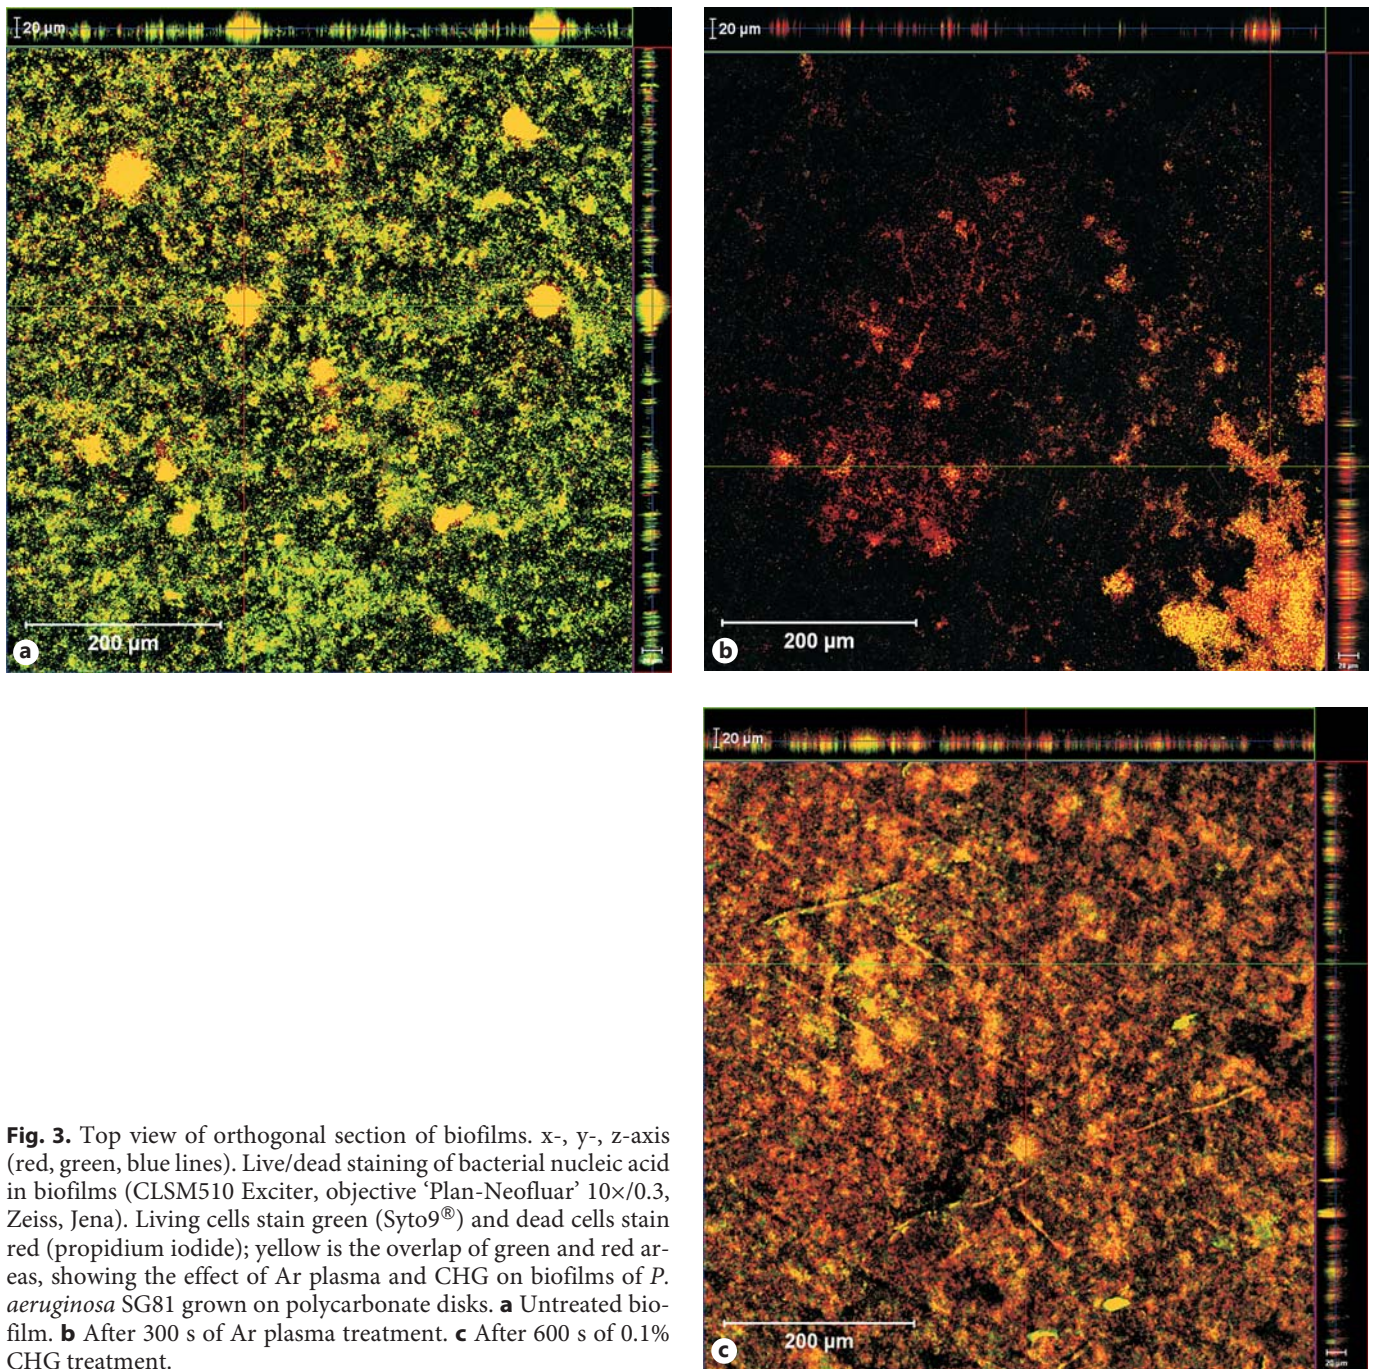 20 µm
200 µm
a
20 µm
200 µm
b
20 µm
20 µm
200 µm
c
20 µm
Fig. 3. Top view of orthogonal section of biofilms. x-, y-, z-axis
(red, green, blue lines). Live/dead staining of bacterial nucleic acid
in biofilms (CLSM510 Exciter, objective ‘Plan-Neofluar’ 10×/0.3,
Zeiss, Jena). Living cells stain green (Syto9®) and dead cells stain
red (propidium iodide); yellow is the overlap of green and red ar-
eas, showing the effect of Ar plasma and CHG on biofilms of P.
aeruginosa SG81 grown on polycarbonate disks. a Untreated bio-
film. b After 300 s of Ar plasma treatment. c After 600 s of 0.1%
CHG treatment.